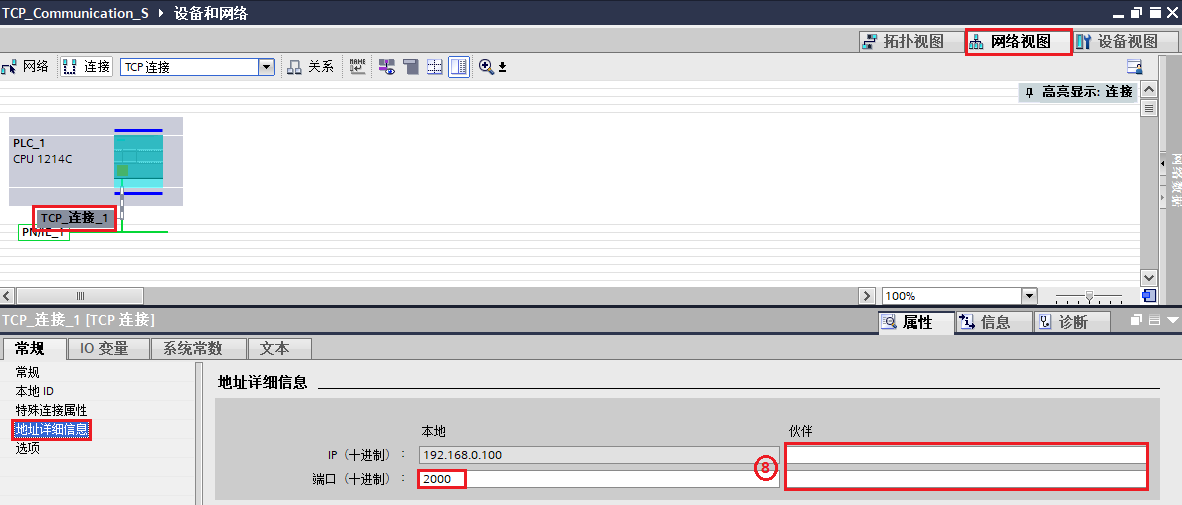 TCP_Communication_S ▸ 设备和网络
拓扑视图 网络视图 设备视图
网络 连接 TCP 连接 关系
高亮显示: 连接
PLC_1
CPU 1214C
TCP_连接_1
PN/IE_1
网络数据
100%
TCP_连接_1 [TCP 连接]
属性 信息 诊断
常规 IO 变量 系统常数 文本
常规
本地 ID
特殊连接属性
地址详细信息
选项
地址详细信息
本地 伙伴
IP（十进制）： 192.168.0.100
端口（十进制）： 2000
⑧